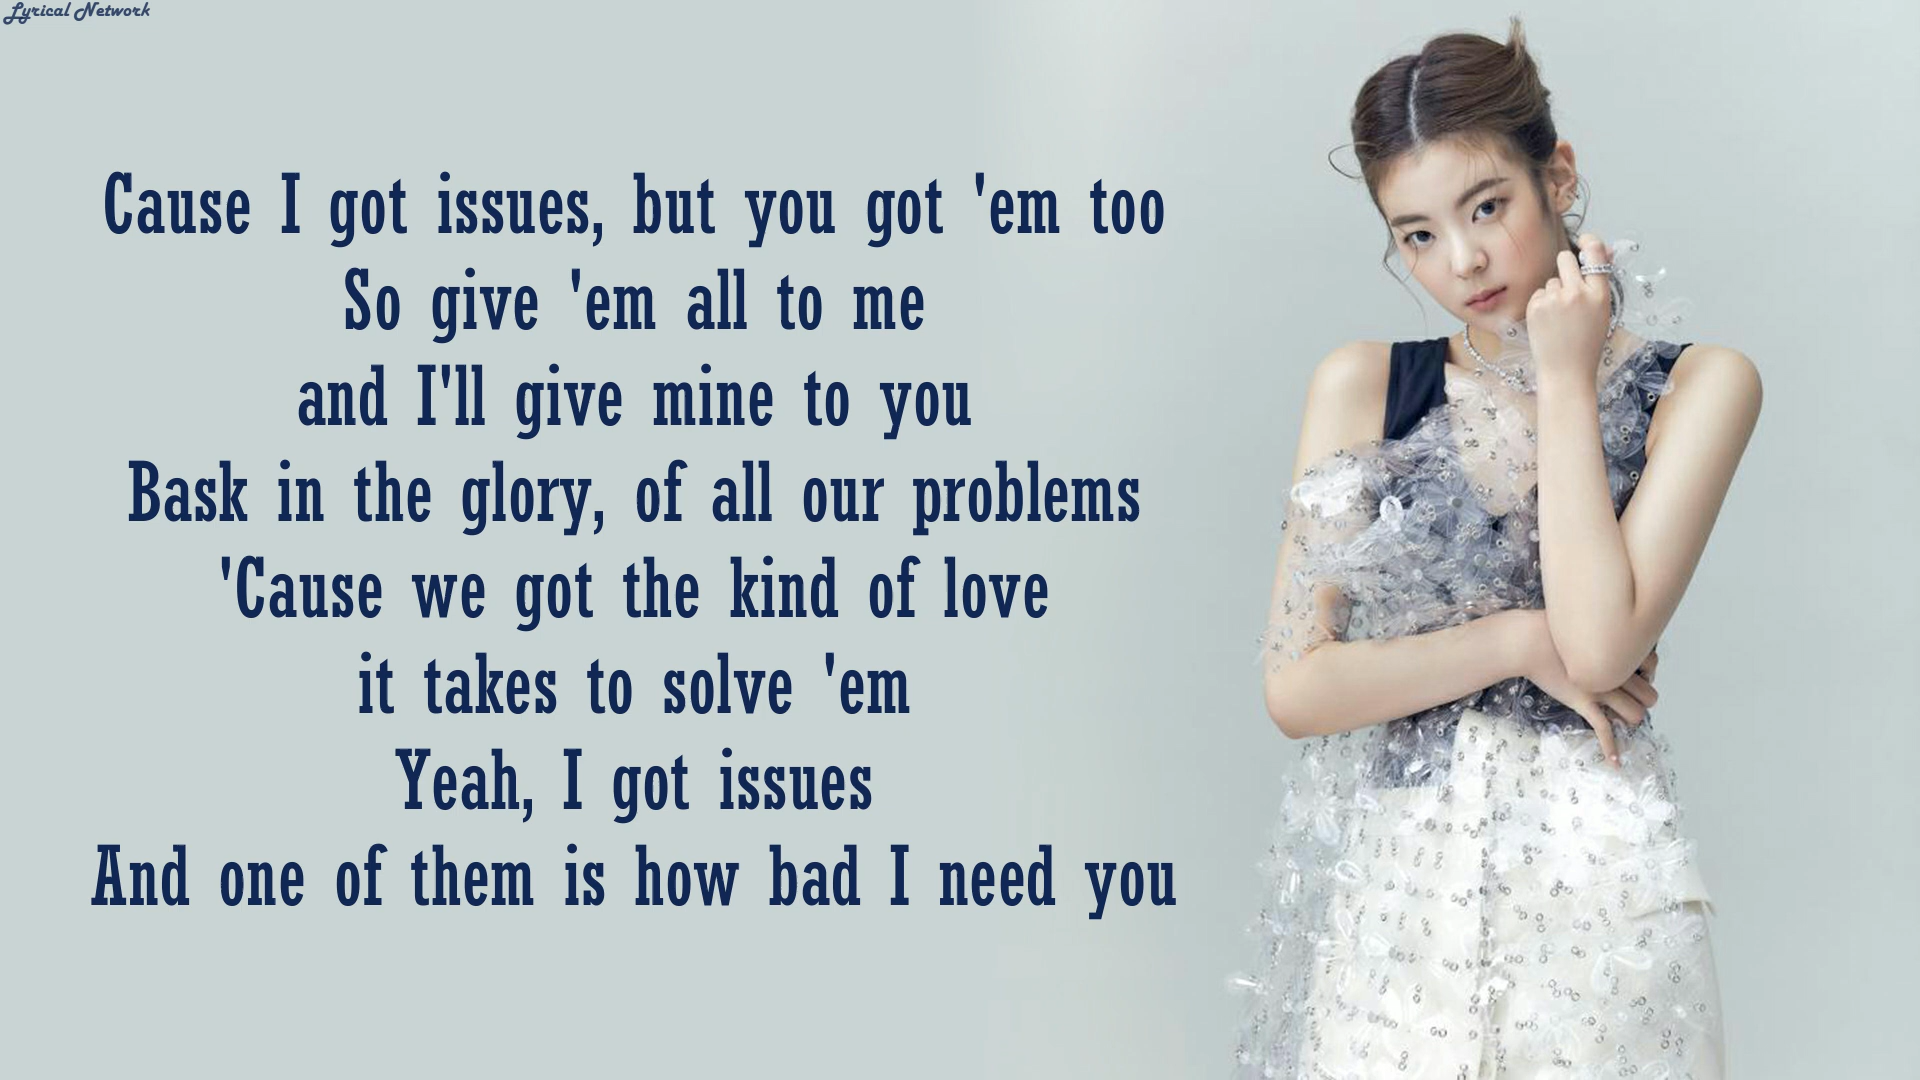 Lyrical Network
Cause I got issues, but you got 'em too
So give 'em all to me
and I'll give mine to you
Bask in the glory, of all our problems
'Cause we got the kind of love
it takes to solve 'em
Yeah, I got issues
And one of them is how bad I need you